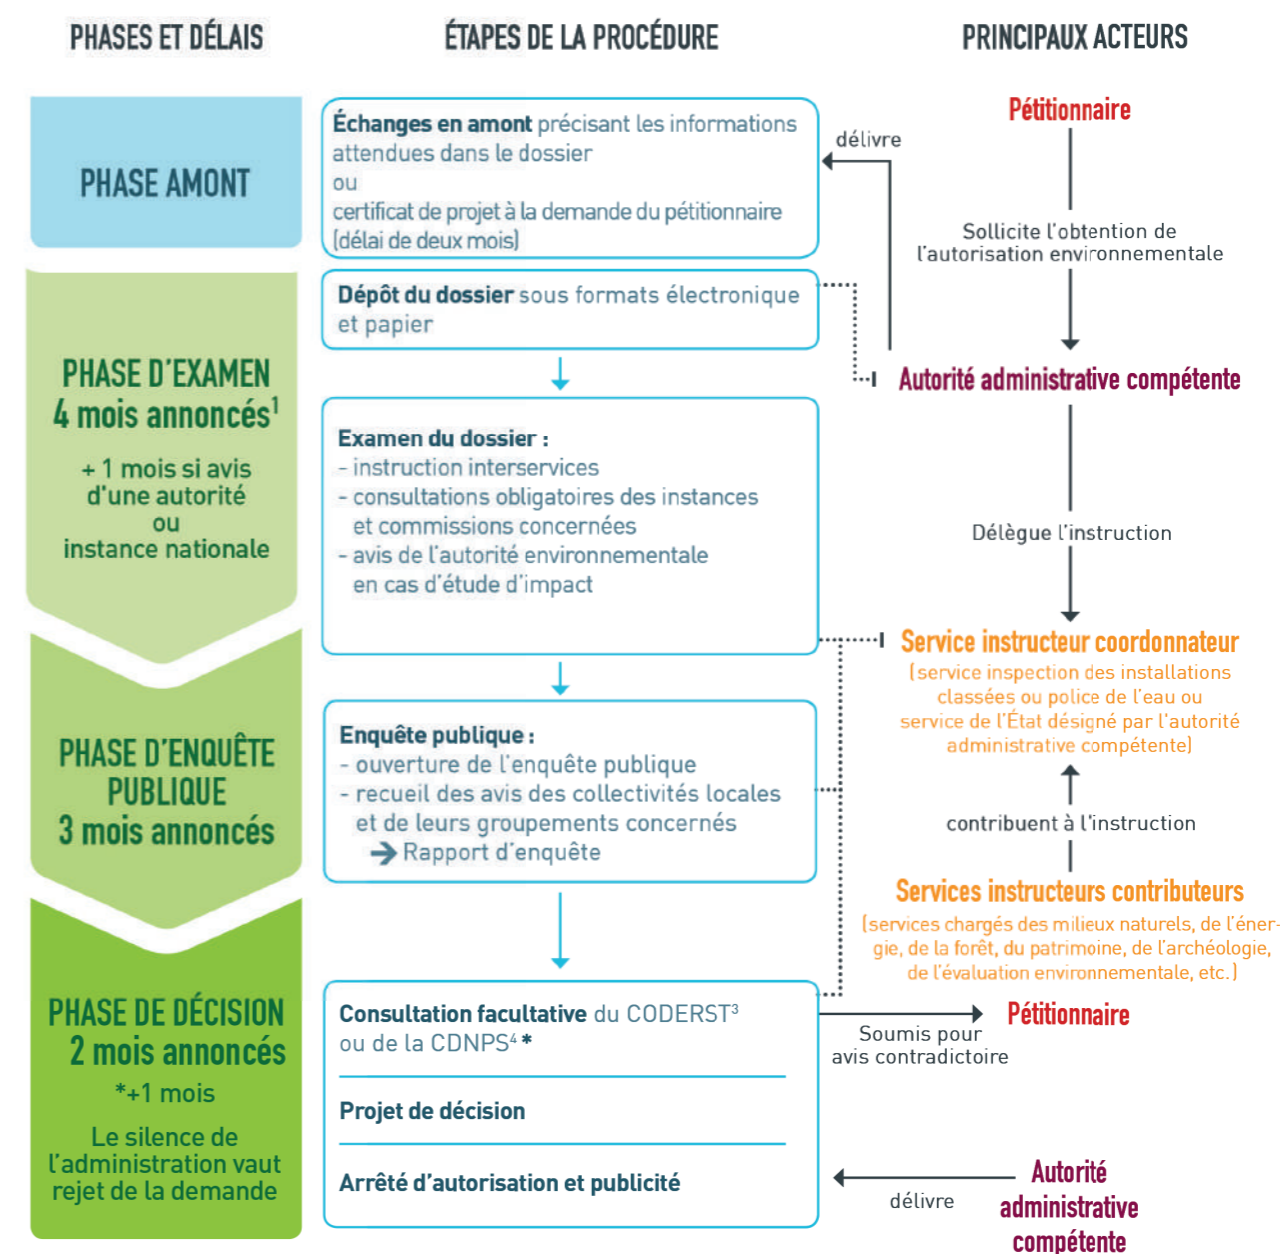 PHASES ET DÉLAIS
ÉTAPES DE LA PROCÉDURE
PRINCIPAUX ACTEURS
PHASE AMONT
Échanges en amont précisant les informations
attendues dans le dossier
ou
certificat de projet à la demande du pétitionnaire
(délai de deux mois)
délivre
Pétitionnaire
Sollicite l'obtention de
l'autorisation environnementale
Dépôt du dossier sous formats électronique
et papier
Autorité administrative compétente
PHASE D'EXAMEN
4 mois annoncés¹
+ 1 mois si avis
d'une autorité
ou
instance nationale
Examen du dossier :
- instruction interservices
- consultations obligatoires des instances
et commissions concernées
- avis de l'autorité environnementale
en cas d'étude d'impact
Délègue l'instruction
Service instructeur coordonnateur
(service inspection des installations
classées ou police de l'eau ou
service de l'État désigné par l'autorité
administrative compétente)
PHASE D'ENQUÊTE
PUBLIQUE
3 mois annoncés
Enquête publique :
- ouverture de l'enquête publique
- recueil des avis des collectivités locales
et de leurs groupements concernés
➔ Rapport d'enquête
contribuent à l'instruction
Services instructeurs contributeurs
(services chargés des milieux naturels, de l'éner-
gie, de la forêt, du patrimoine, de l'archéologie,
de l'évaluation environnementale, etc.)
PHASE DE DÉCISION
2 mois annoncés
*+1 mois
Le silence de
l'administration vaut
rejet de la demande
Consultation facultative du CODERST³
ou de la CDNPS⁴ *
Projet de décision
Arrêté d'autorisation et publicité
Soumis pour
avis contradictoire
Pétitionnaire
délivre
Autorité
administrative
compétente